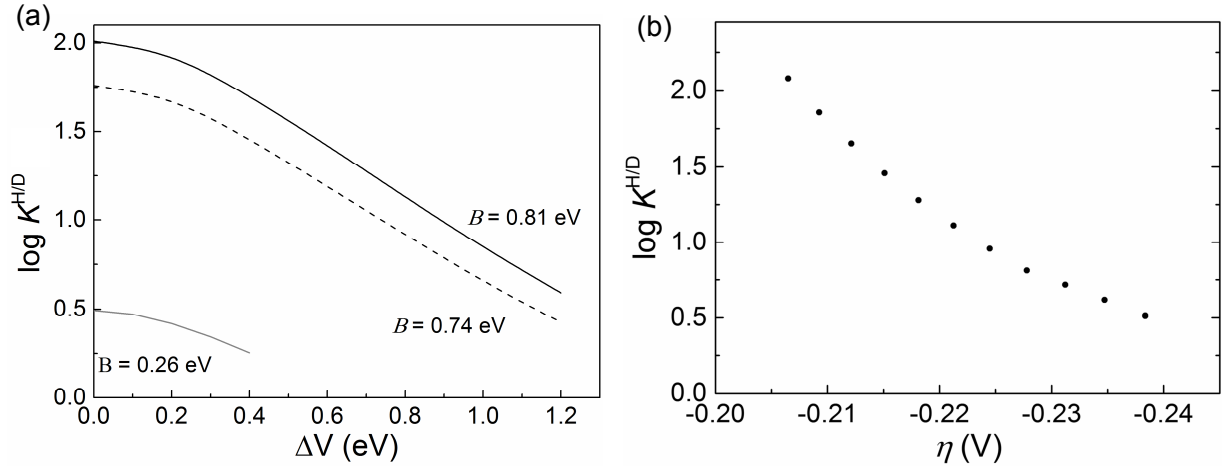 (a)
2.0
1.5
1.0
0.5
0.0
log K^H/D
B = 0.81 eV
B = 0.74 eV
B = 0.26 eV
0.0 0.2 0.4 0.6 0.8 1.0 1.2
ΔV (eV)
(b)
2.0
1.5
1.0
0.5
0.0
log K^H/D
-0.20 -0.21 -0.22 -0.23 -0.24
η (V)